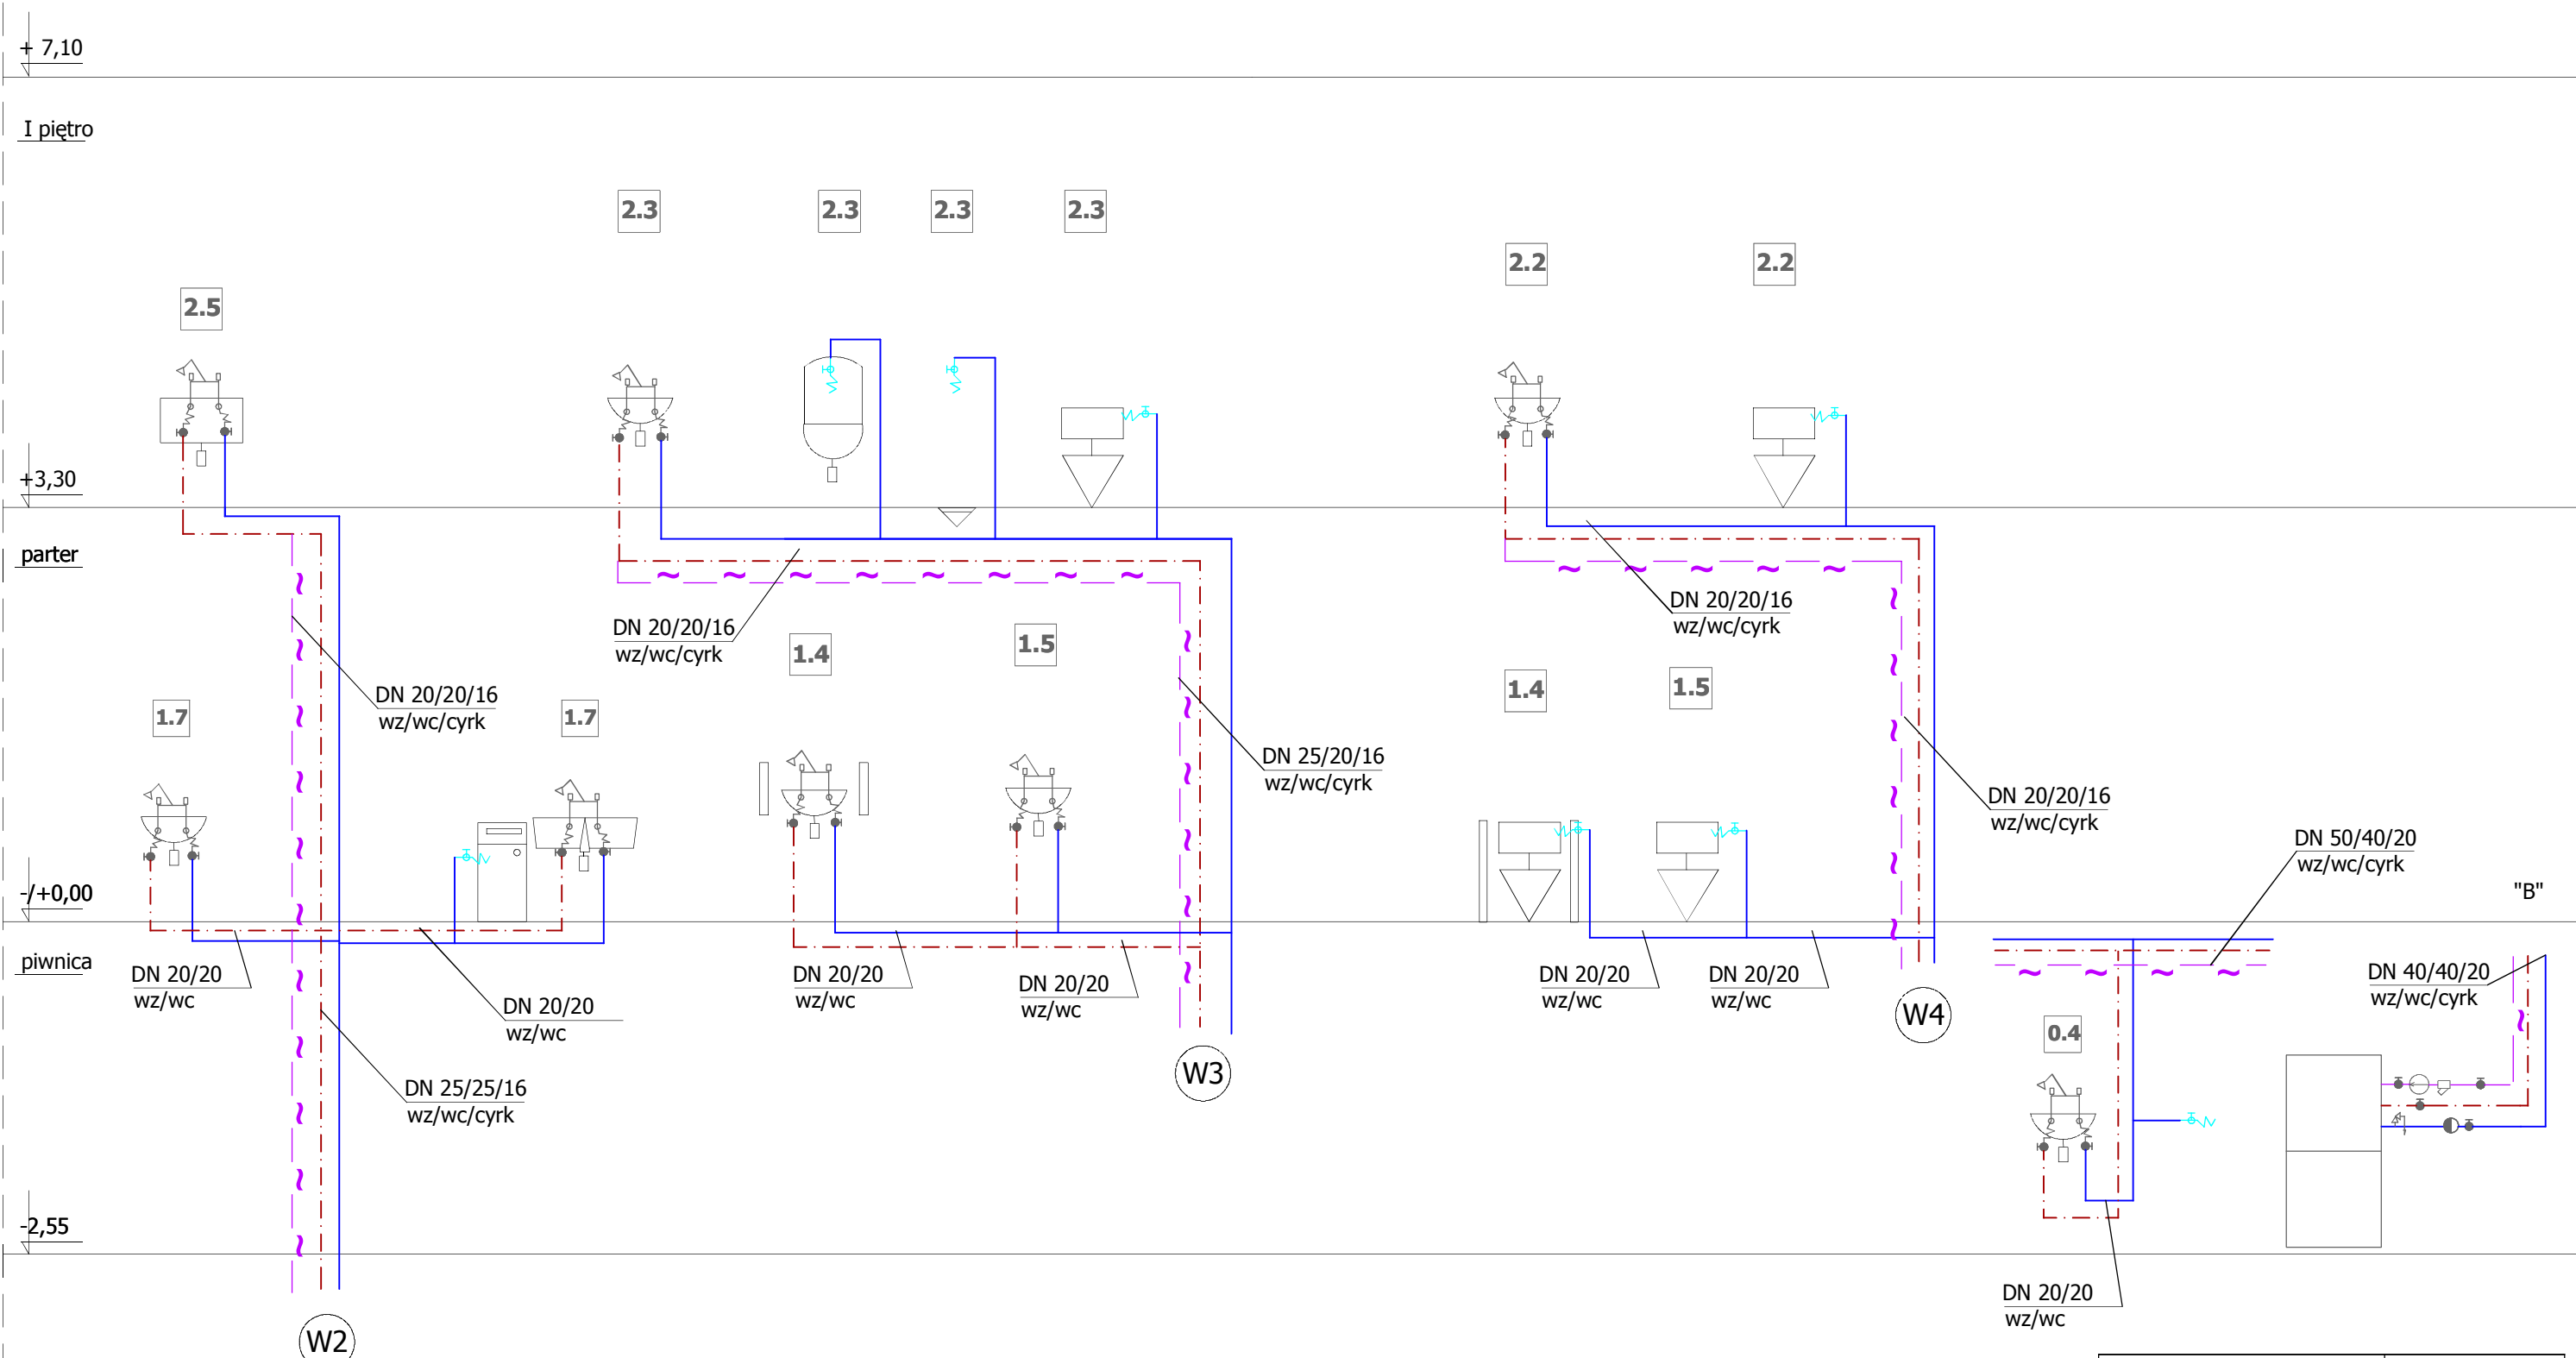 + 7,10
I piętro
2.3
2.3
2.3
2.3
2.2
2.2
2.5
+3,30
parter
DN 20/20/16
wz/wc/cyrk
DN 20/20/16
wz/wc/cyrk
1.4
1.5
1.4
1.5
DN 20/20/16
wz/wc/cyrk
1.7
1.7
DN 25/20/16
wz/wc/cyrk
DN 20/20/16
wz/wc/cyrk
DN 50/40/20
wz/wc/cyrk
-/+0,00
"B"
piwnica
DN 20/20
wz/wc
DN 20/20
wz/wc
DN 20/20
wz/wc
DN 20/20
wz/wc
DN 20/20
wz/wc
DN 20/20
wz/wc
DN 40/40/20
wz/wc/cyrk
W4
0.4
W3
DN 25/25/16
wz/wc/cyrk
-2,55
DN 20/20
wz/wc
W2